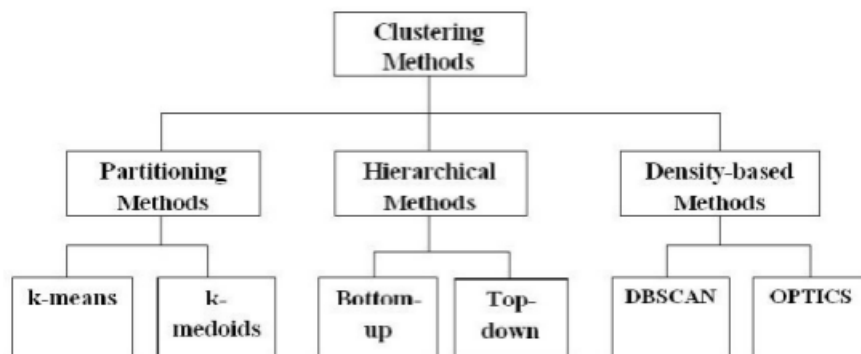 Clustering
Methods
Partitioning
Methods
Hierarchical
Methods
Density-based
Methods
k-means
k-
medoids
Bottom-
up
Top-
down
DBSCAN
OPTICS